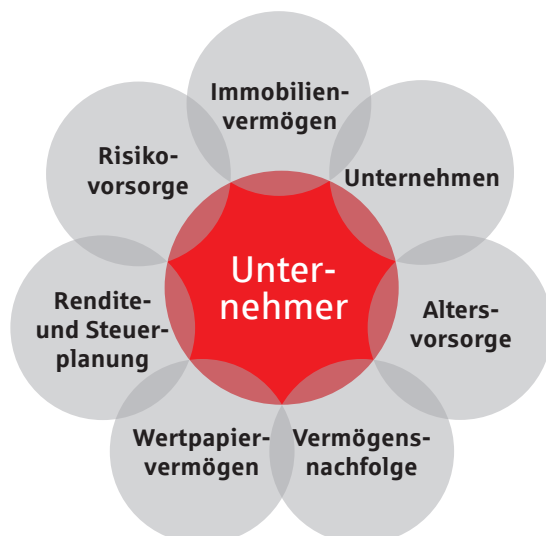 Immobilien-
vermögen
Unternehmen
Alters-
vorsorge
Vermögens-
nachfolge
Wertpapier-
vermögen
Rendite-
und Steuer-
planung
Risiko-
vorsorge
Unter-
nehmer